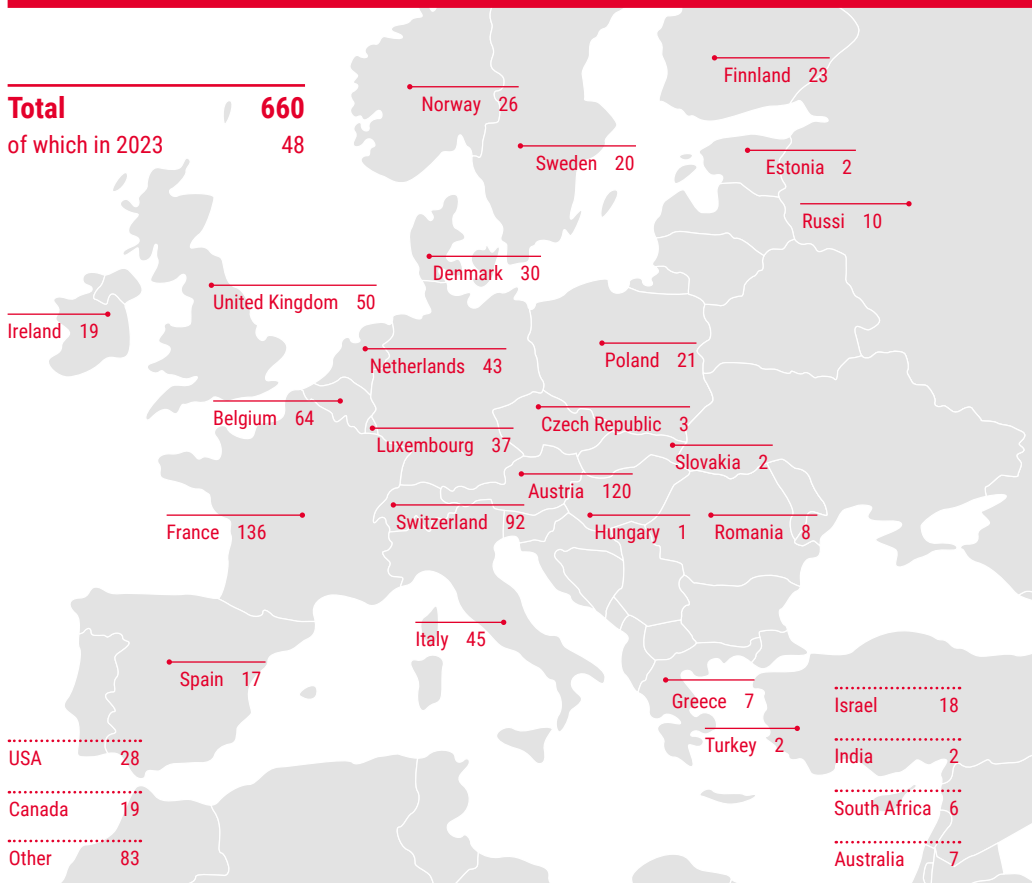 Total 660
of which in 2023 48
Finnland 23
Norway 26
Sweden 20
Estonia 2
Russi 10
Denmark 30
United Kingdom 50
Ireland 19
Netherlands 43
Poland 21
Belgium 64
Czech Republic 3
Luxembourg 37
Slovakia 2
Austria 120
Switzerland 92
France 136
Hungary 1
Romania 8
Italy 45
Spain 17
Greece 7
Turkey 2
USA 28
Canada 19
Other 83
Israel 18
India 2
South Africa 6
Australia 7